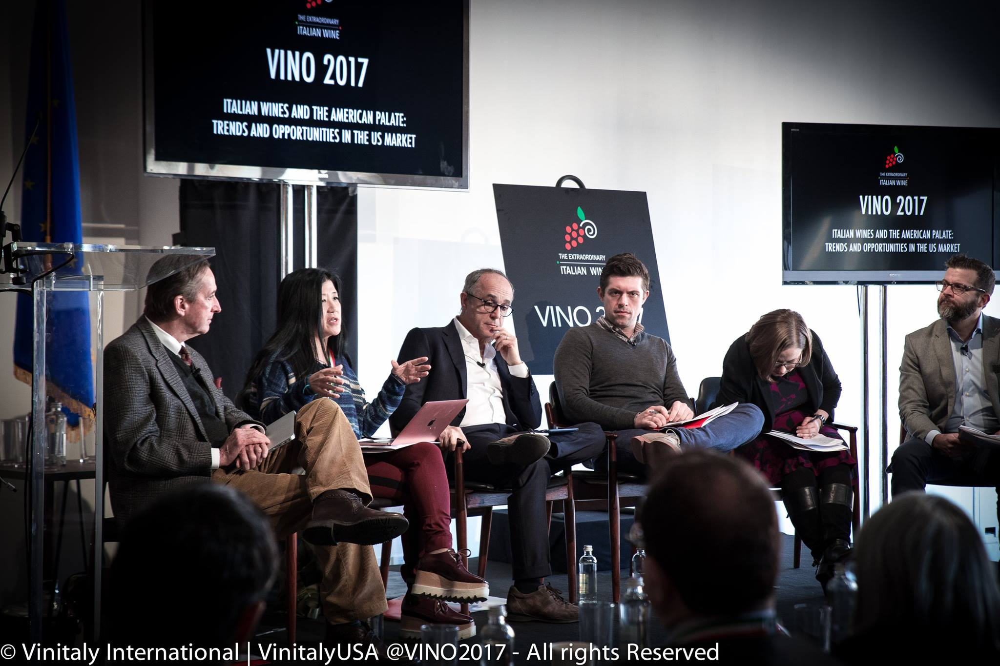 THE EXTRAORDINARY
ITALIAN WINE
VINO 2017
ITALIAN WINES AND THE AMERICAN PALATE:
TRENDS AND OPPORTUNITIES IN THE US MARKET
THE EXTRAORDINARY
ITALIAN WIN
VINO 2
THE EXTRAORDINARY
ITALIAN WINE
VINO 2017
ITALIAN WINES AND THE AMERICAN PALATE:
TRENDS AND OPPORTUNITIES IN THE US MARKET
SONY
© Vinitaly International | VinitalyUSA @VINO2017 - All rights Reserved